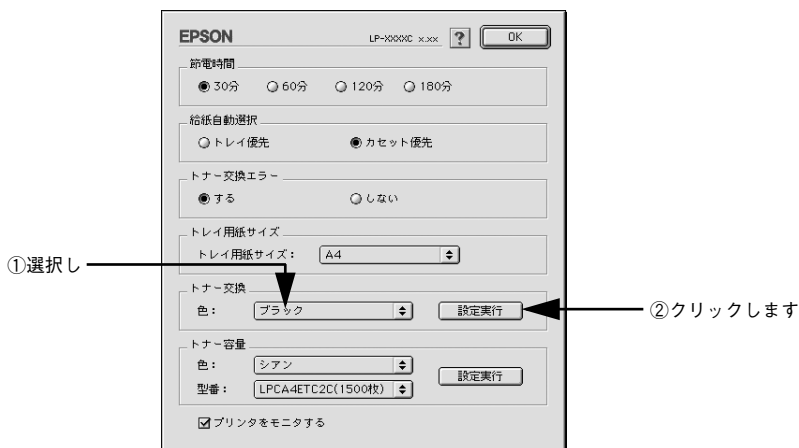 EPSON LP-XXXXC x.xx ? OK
節電時間
30分 60分 120分 180分
給紙自動選択
トレイ優先 カセット優先
トナー交換エラー
する しない
トレイ用紙サイズ
トレイ用紙サイズ： A4
①選択し
トナー交換
色： ブラック 設定実行
②クリックします
トナー容量
色： シアン
設定実行
型番： LPCA4ETC2C(1500枚)
プリンタをモニタする